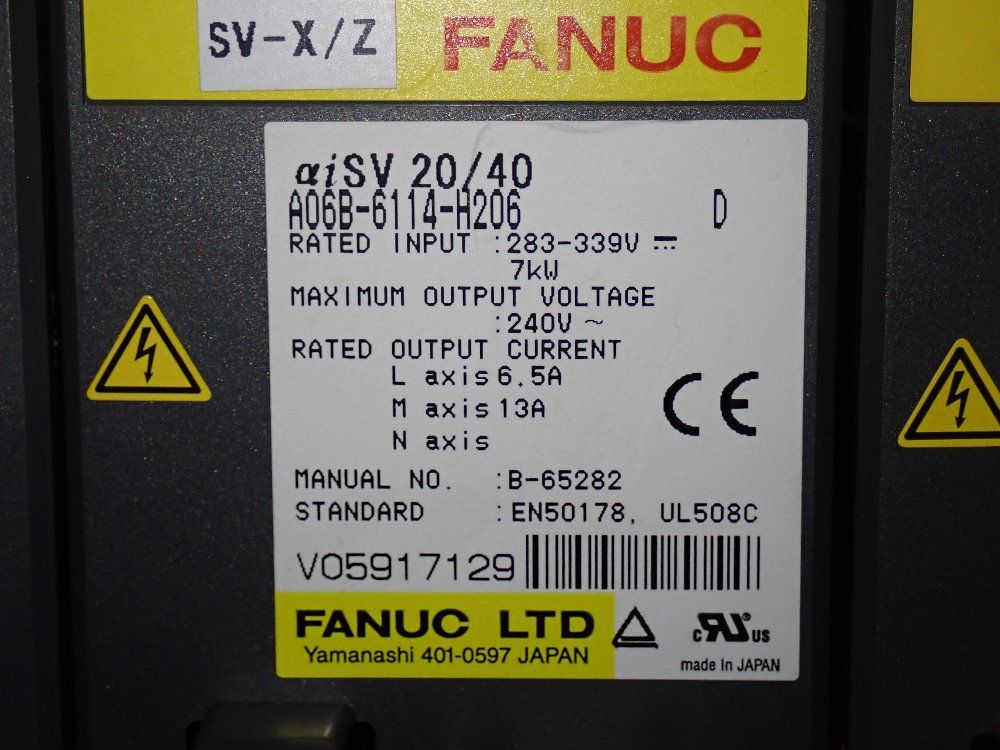 SV-X/Z FANUC
αiSV 20/40
A06B-6114-H206 D
RATED INPUT :283-339V ⎓
7kW
MAXIMUM OUTPUT VOLTAGE
:240V ~
RATED OUTPUT CURRENT
L axis 6.5A
M axis 13A
N axis
CE
MANUAL NO. :B-65282
STANDARD :EN50178, UL508C
V05917129
FANUC LTD
Yamanashi 401-0597 JAPAN
c RU® US
made in JAPAN